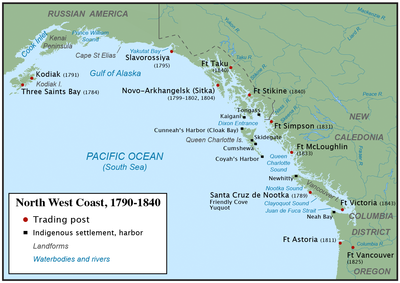 RUSSIAN AMERICA
Cook Inlet
Kenai
Peninsula
Prince William
Sound
Cape St Elias
Yakutat Bay
Slavorossiya
(1795)
Kodiak (1791)
Kodiak I.
Three Saints Bay (1784)
Gulf of Alaska
Ft Taku
(1840)
Novo–Arkhangelsk (Sitka)
(1799-1802, 1804)
Ft Stikine (1840)
Peace R.
Tongass
Kaigani
Dixon Entrance
Cunneah's Harbor (Cloak Bay)
Ft Simpson (1831)
NEW
CALEDONIA
Skidegate
Queen Charlotte Is.
Cumshewa
Coyah's Harbor
Ft McLoughlin
(1833)
PACIFIC OCEAN
(South Sea)
Queen
Charlotte
Sound
Newhitty
Nootka Sound
Santa Cruz de Nootka (1789)
Friendly Cove
Yuquot
Clayoquot Sound
Juan de Fuca Strait
Vancouver I.
Neah Bay
Ft Victoria (1843)
COLUMBIA
DISTRICT
Columbia R.
Ft Astoria (1811)
Ft Vancouver
(1825)
OREGON
North West Coast, 1790-1840
Trading post
Indigenous settlement, harbor
Landforms
Waterbodies and rivers